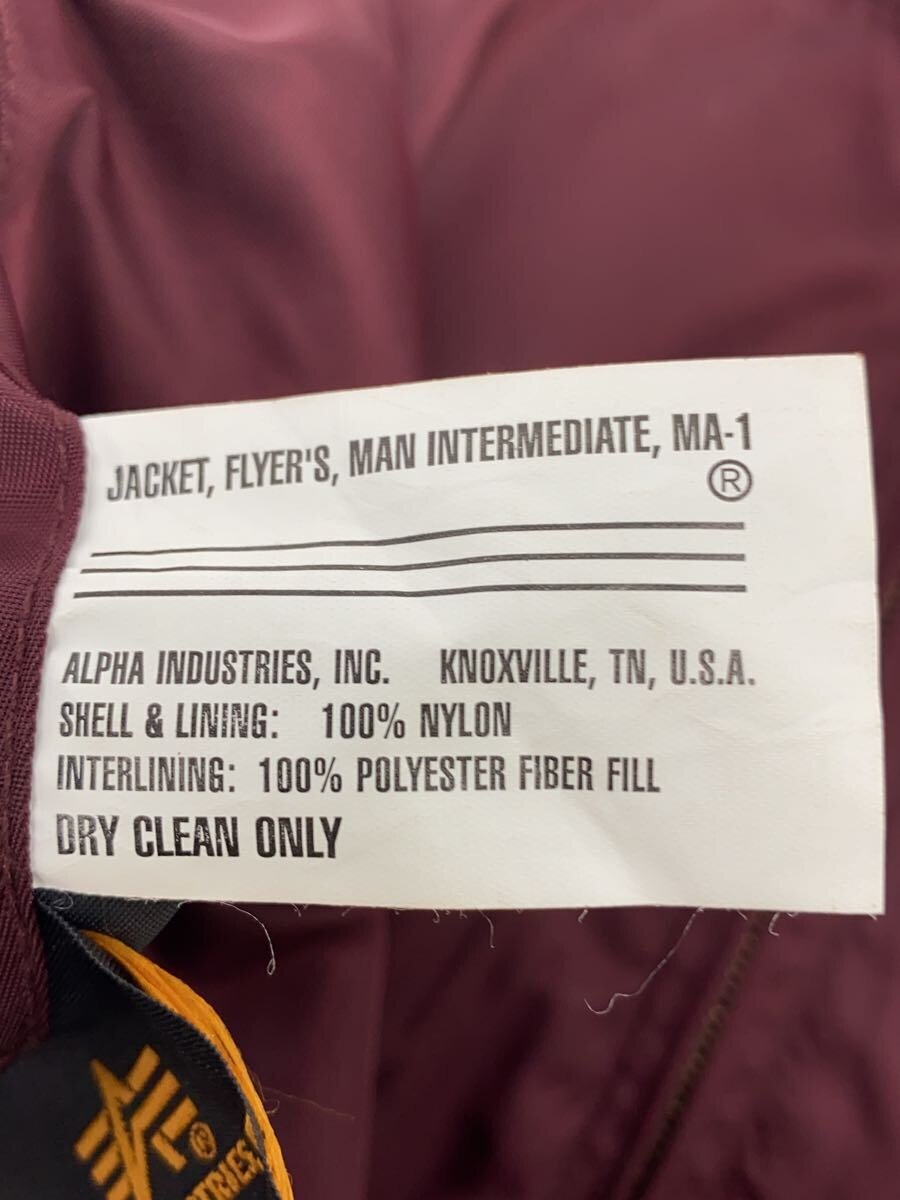 JACKET, FLYER'S, MAN INTERMEDIATE, MA-1
®
ALPHA INDUSTRIES, INC. KNOXVILLE, TN, U.S.A.
SHELL & LINING: 100% NYLON
INTERLINING: 100% POLYESTER FIBER FILL
DRY CLEAN ONLY
®